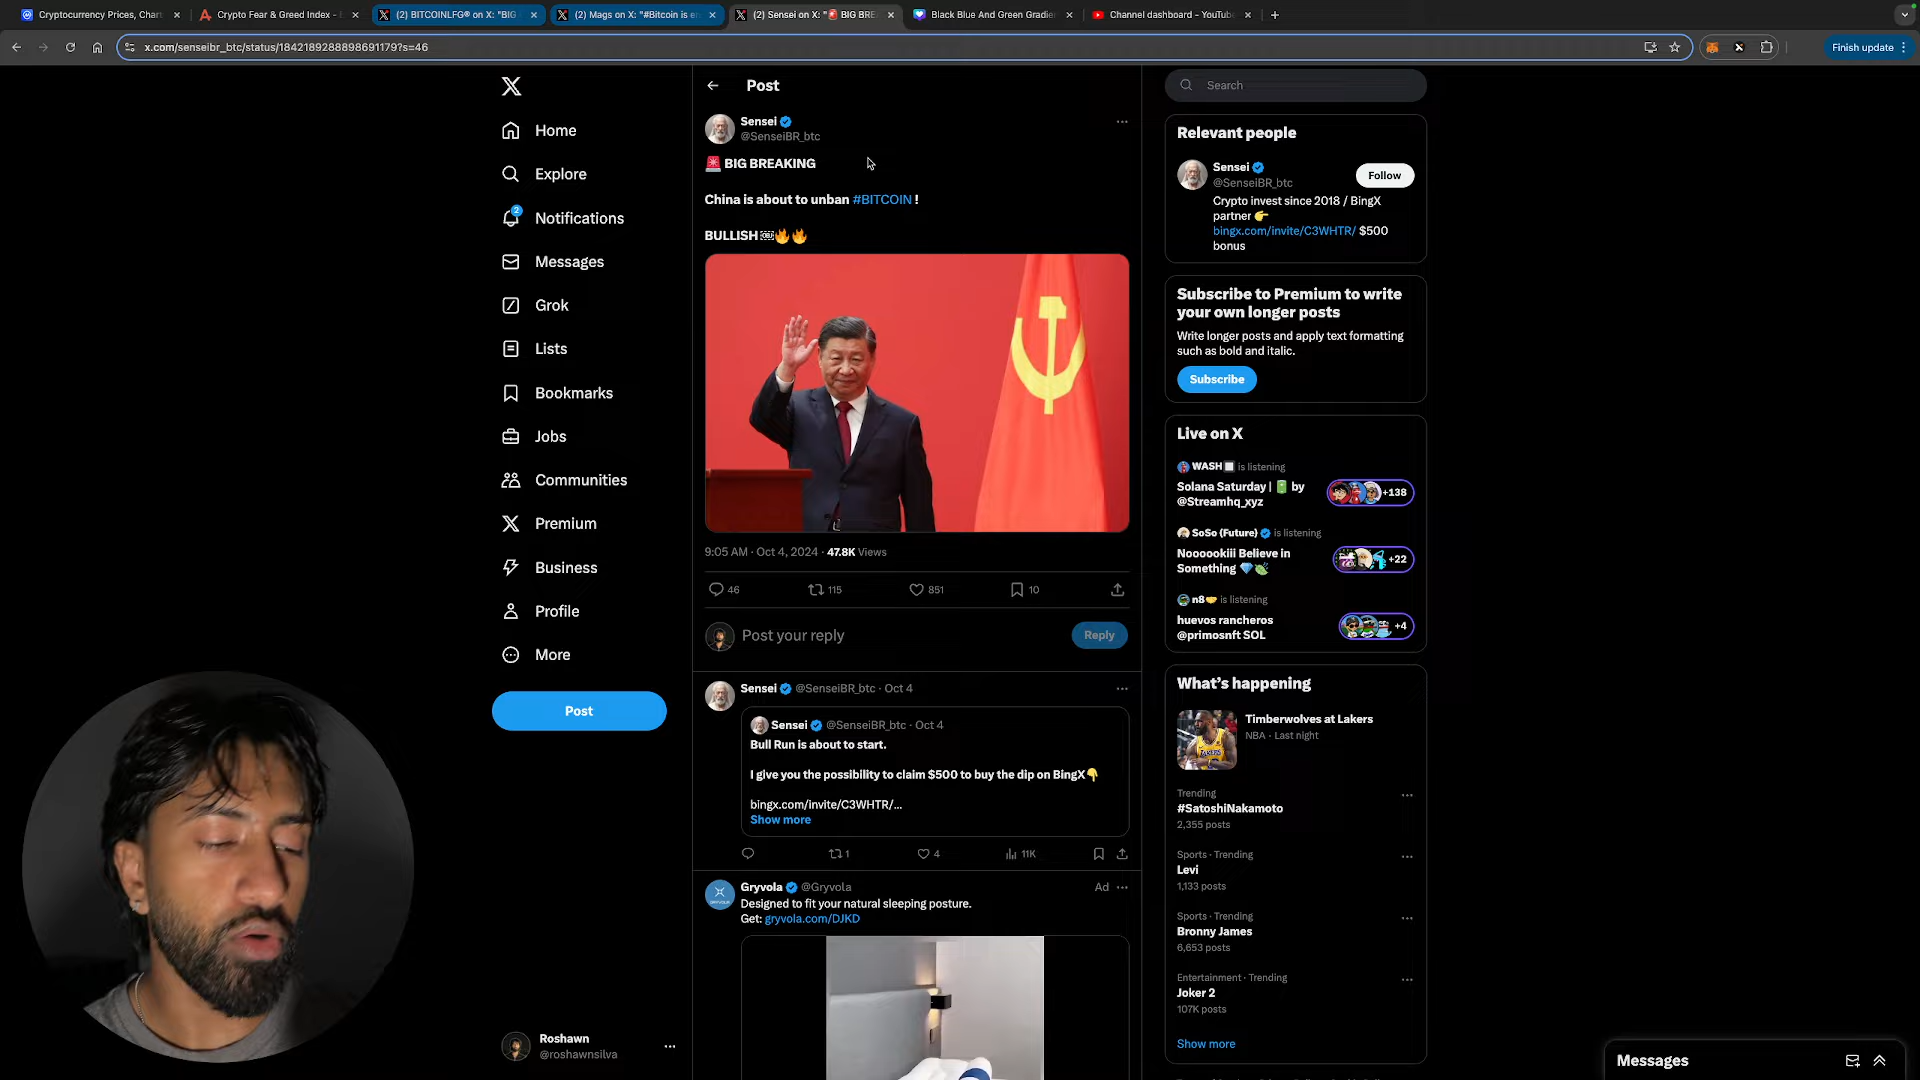 Cryptocurrency Prices, Chart
Crypto Fear & Greed Index -
(2) BITCOINLFG® on X: "BIG
(2) Mags on X: "#Bitcoin is e
(2) Sensei on X: "🚨 BIG BRE
Black Blue And Green Gradie
Channel dashboard - YouTube
x.com/senseibr_btc/status/1842189288898691179?s=46
Finish update
Home
Explore
2
Notifications
Messages
Grok
Lists
Bookmarks
Jobs
Communities
Premium
Business
Profile
More
Post
Roshawn
@roshawnsilva
Post
Sensei
@SenseiBR_btc
🚨 BIG BREAKING
China is about to unban #BITCOIN !
BULLISH 🔥🔥
9:05 AM · Oct 4, 2024 · 47.8K Views
46
115
851
10
Post your reply
Reply
Sensei @SenseiBR_btc · Oct 4
Sensei @SenseiBR_btc · Oct 4
Bull Run is about to start.
I give you the possibility to claim $500 to buy the dip on BingX👇
bingx.com/invite/C3WHTR/...
Show more
1
4
11K
Gryvola @Gryvola
Ad
Designed to fit your natural sleeping posture.
Get: gryvola.com/DJKD
Search
Relevant people
Sensei
@SenseiBR_btc
Follow
Crypto invest since 2018 / BingX
partner 👉
bingx.com/invite/C3WHTR/ $500
bonus
Subscribe to Premium to write
your own longer posts
Write longer posts and apply text formatting
such as bold and italic.
Subscribe
Live on X
WASH is listening
Solana Saturday | 🔋 by
@Streamhq_xyz
+138
SoSo (Future) is listening
Noooookiii Believe in
Something 💎
+22
n8🤝 is listening
huevos rancheros
@primosnft SOL
+4
What's happening
Timberwolves at Lakers
NBA · Last night
Trending
#SatoshiNakamoto
2,355 posts
Sports · Trending
Levi
1,133 posts
Sports · Trending
Bronny James
6,653 posts
Entertainment · Trending
Joker 2
107K posts
Show more
Messages